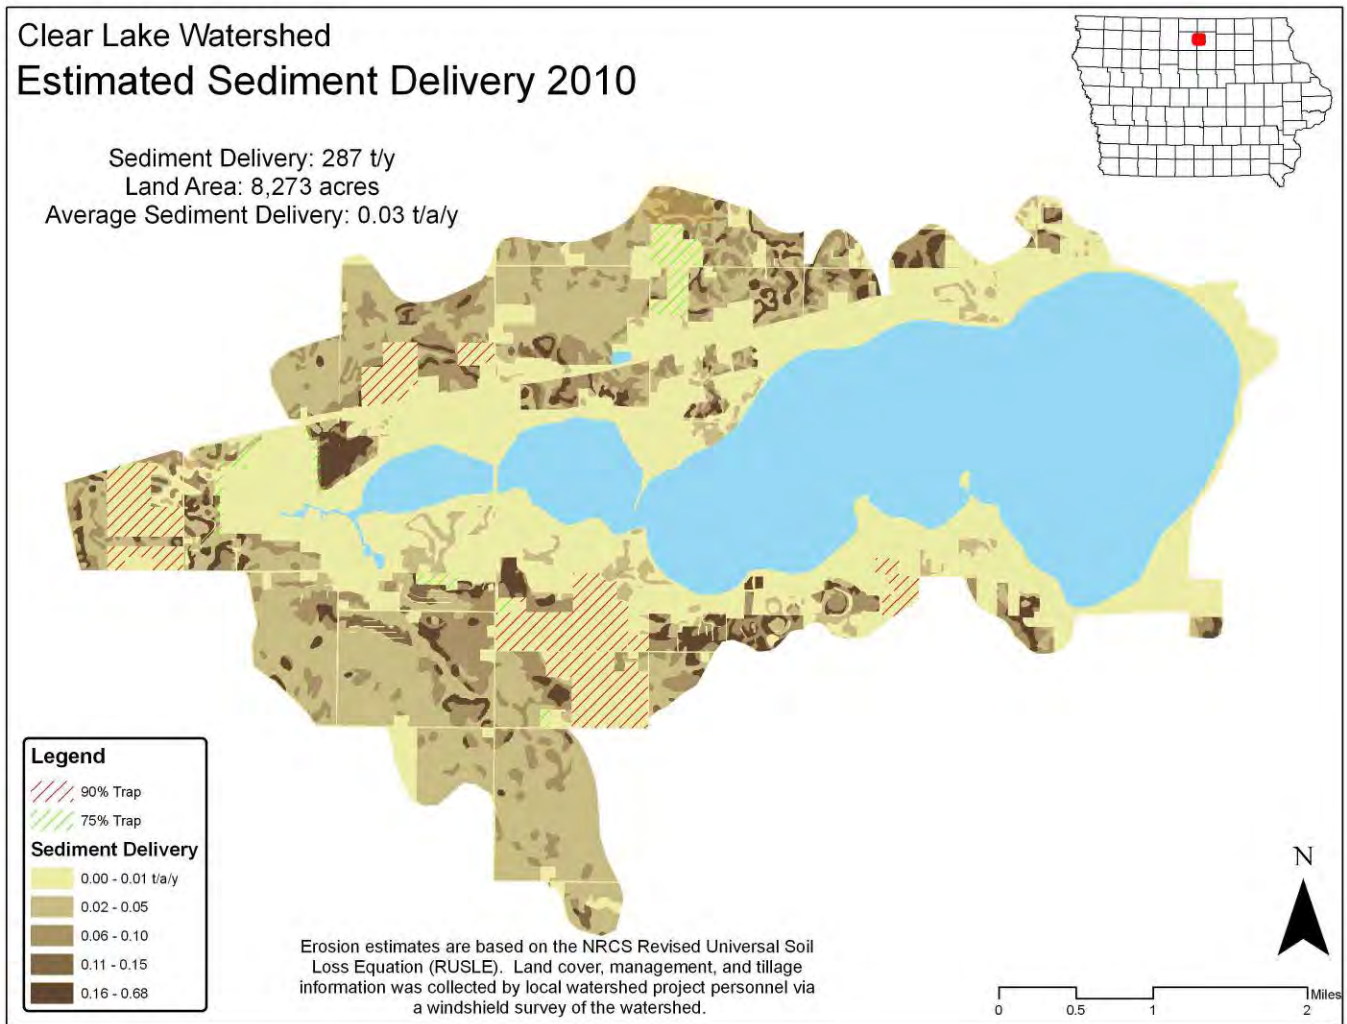 Clear Lake Watershed
Estimated Sediment Delivery 2010
Sediment Delivery: 287 t/y
Land Area: 8,273 acres
Average Sediment Delivery: 0.03 t/a/y
Legend
90% Trap
75% Trap
Sediment Delivery
0.00 - 0.01 t/a/y
0.02 - 0.05
0.06 - 0.10
0.11 - 0.15
0.16 - 0.68
Erosion estimates are based on the NRCS Revised Universal Soil
Loss Equation (RUSLE). Land cover, management, and tillage
information was collected by local watershed project personnel via
a windshield survey of the watershed.
N
Miles
0 0.5 1 2